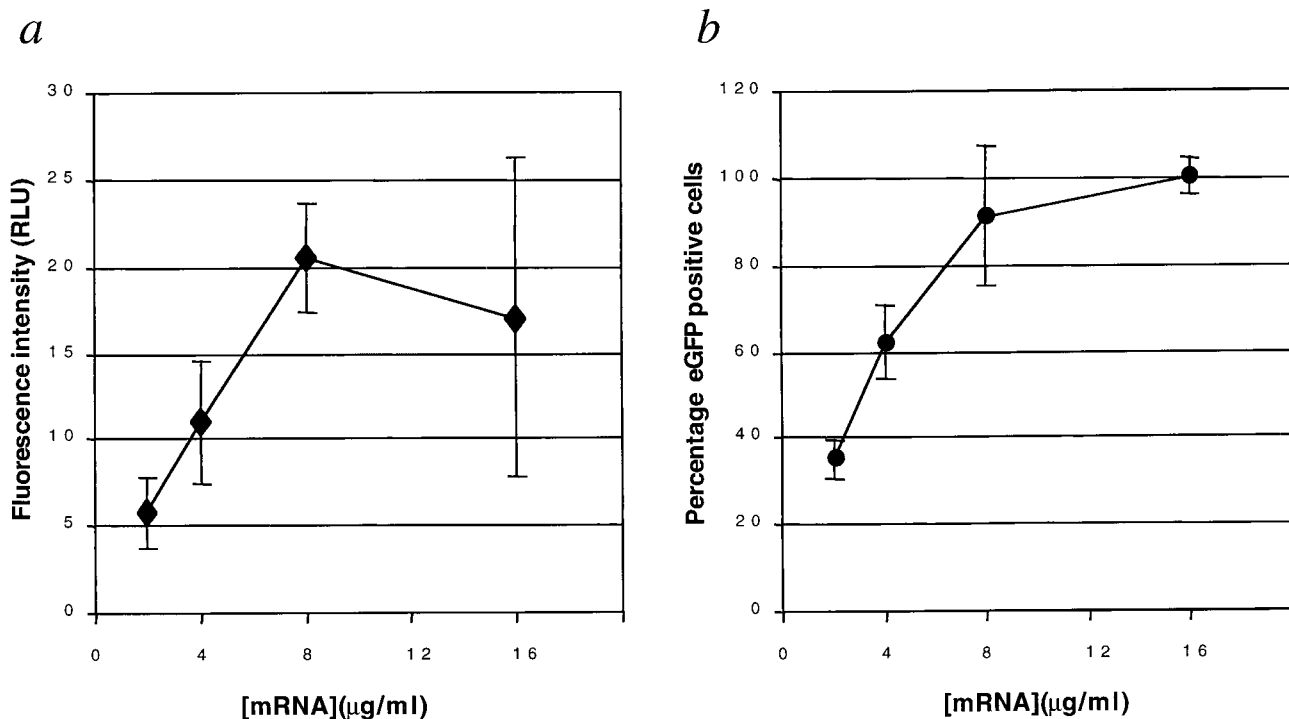 a
30
25
20
15
10
5
0
Fluorescence intensity (RLU)
0 4 8 12 16
[mRNA](µg/ml)
b
120
100
80
60
40
20
0
Percentage eGFP positive cells
0 4 8 12 16
[mRNA](µg/ml)